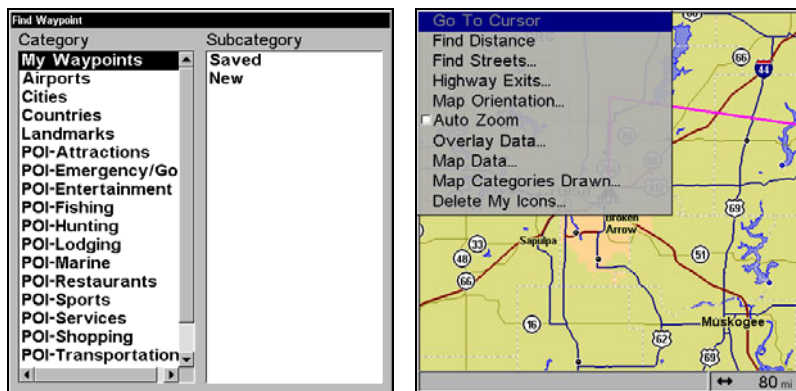 Find Waypoint
Category
Subcategory
My Waypoints
Airports
Cities
Countries
Landmarks
POI-Attractions
POI-Emergency/Go
POI-Entertainment
POI-Fishing
POI-Hunting
POI-Lodging
POI-Marine
POI-Restaurants
POI-Sports
POI-Services
POI-Shopping
POI-Transportation
Saved
New
Go To Cursor
Find Distance
Find Streets...
Highway Exits...
Map Orientation...
Auto Zoom
Overlay Data...
Map Data...
Map Categories Drawn...
Delete My Icons...
66
44
69
Broken
Arrow
Sapulpa
33
48
51
66
16
Muskogee
62
69
80 mi